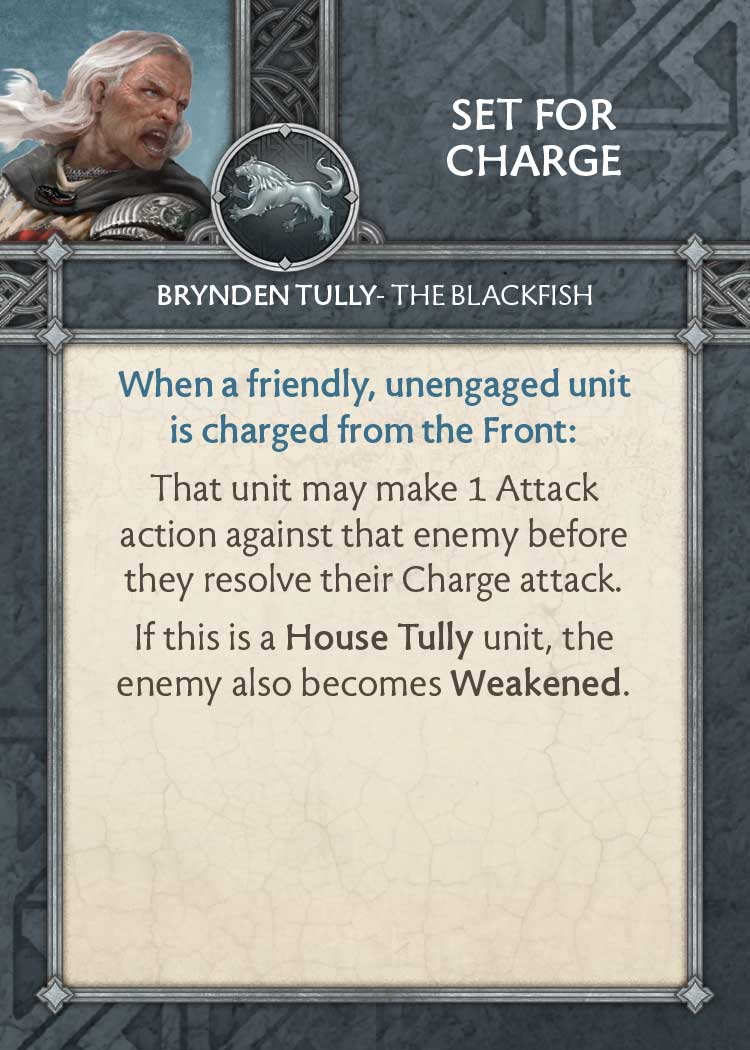 SET FOR
CHARGE
BRYNDEN TULLY- THE BLACKFISH
When a friendly, unengaged unit
is charged from the Front:
That unit may make 1 Attack
action against that enemy before
they resolve their Charge attack.
If this is a House Tully unit, the
enemy also becomes Weakened.